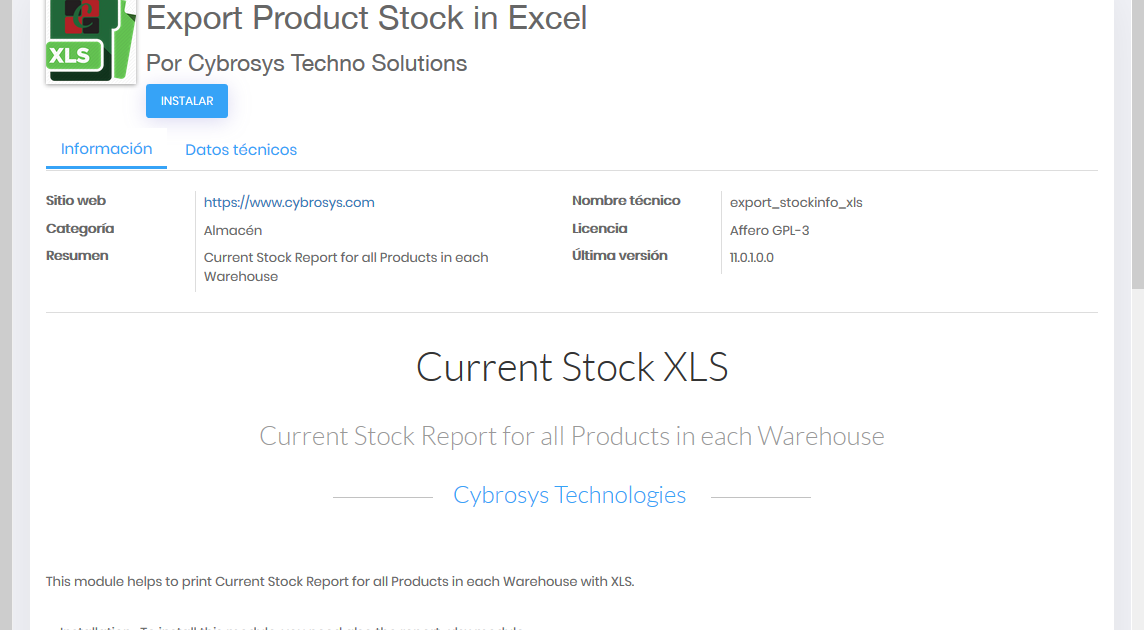 Export Product Stock in Excel
XLS
Por Cybrosys Techno Solutions
INSTALAR
Información Datos técnicos
Sitio web https://www.cybrosys.com Nombre técnico export_stockinfo_xls
Categoría Almacén Licencia Affero GPL-3
Resumen Current Stock Report for all Products in each Última versión 11.0.1.0.0
Warehouse
Current Stock XLS
Current Stock Report for all Products in each Warehouse
Cybrosys Technologies
This module helps to print Current Stock Report for all Products in each Warehouse with XLS.